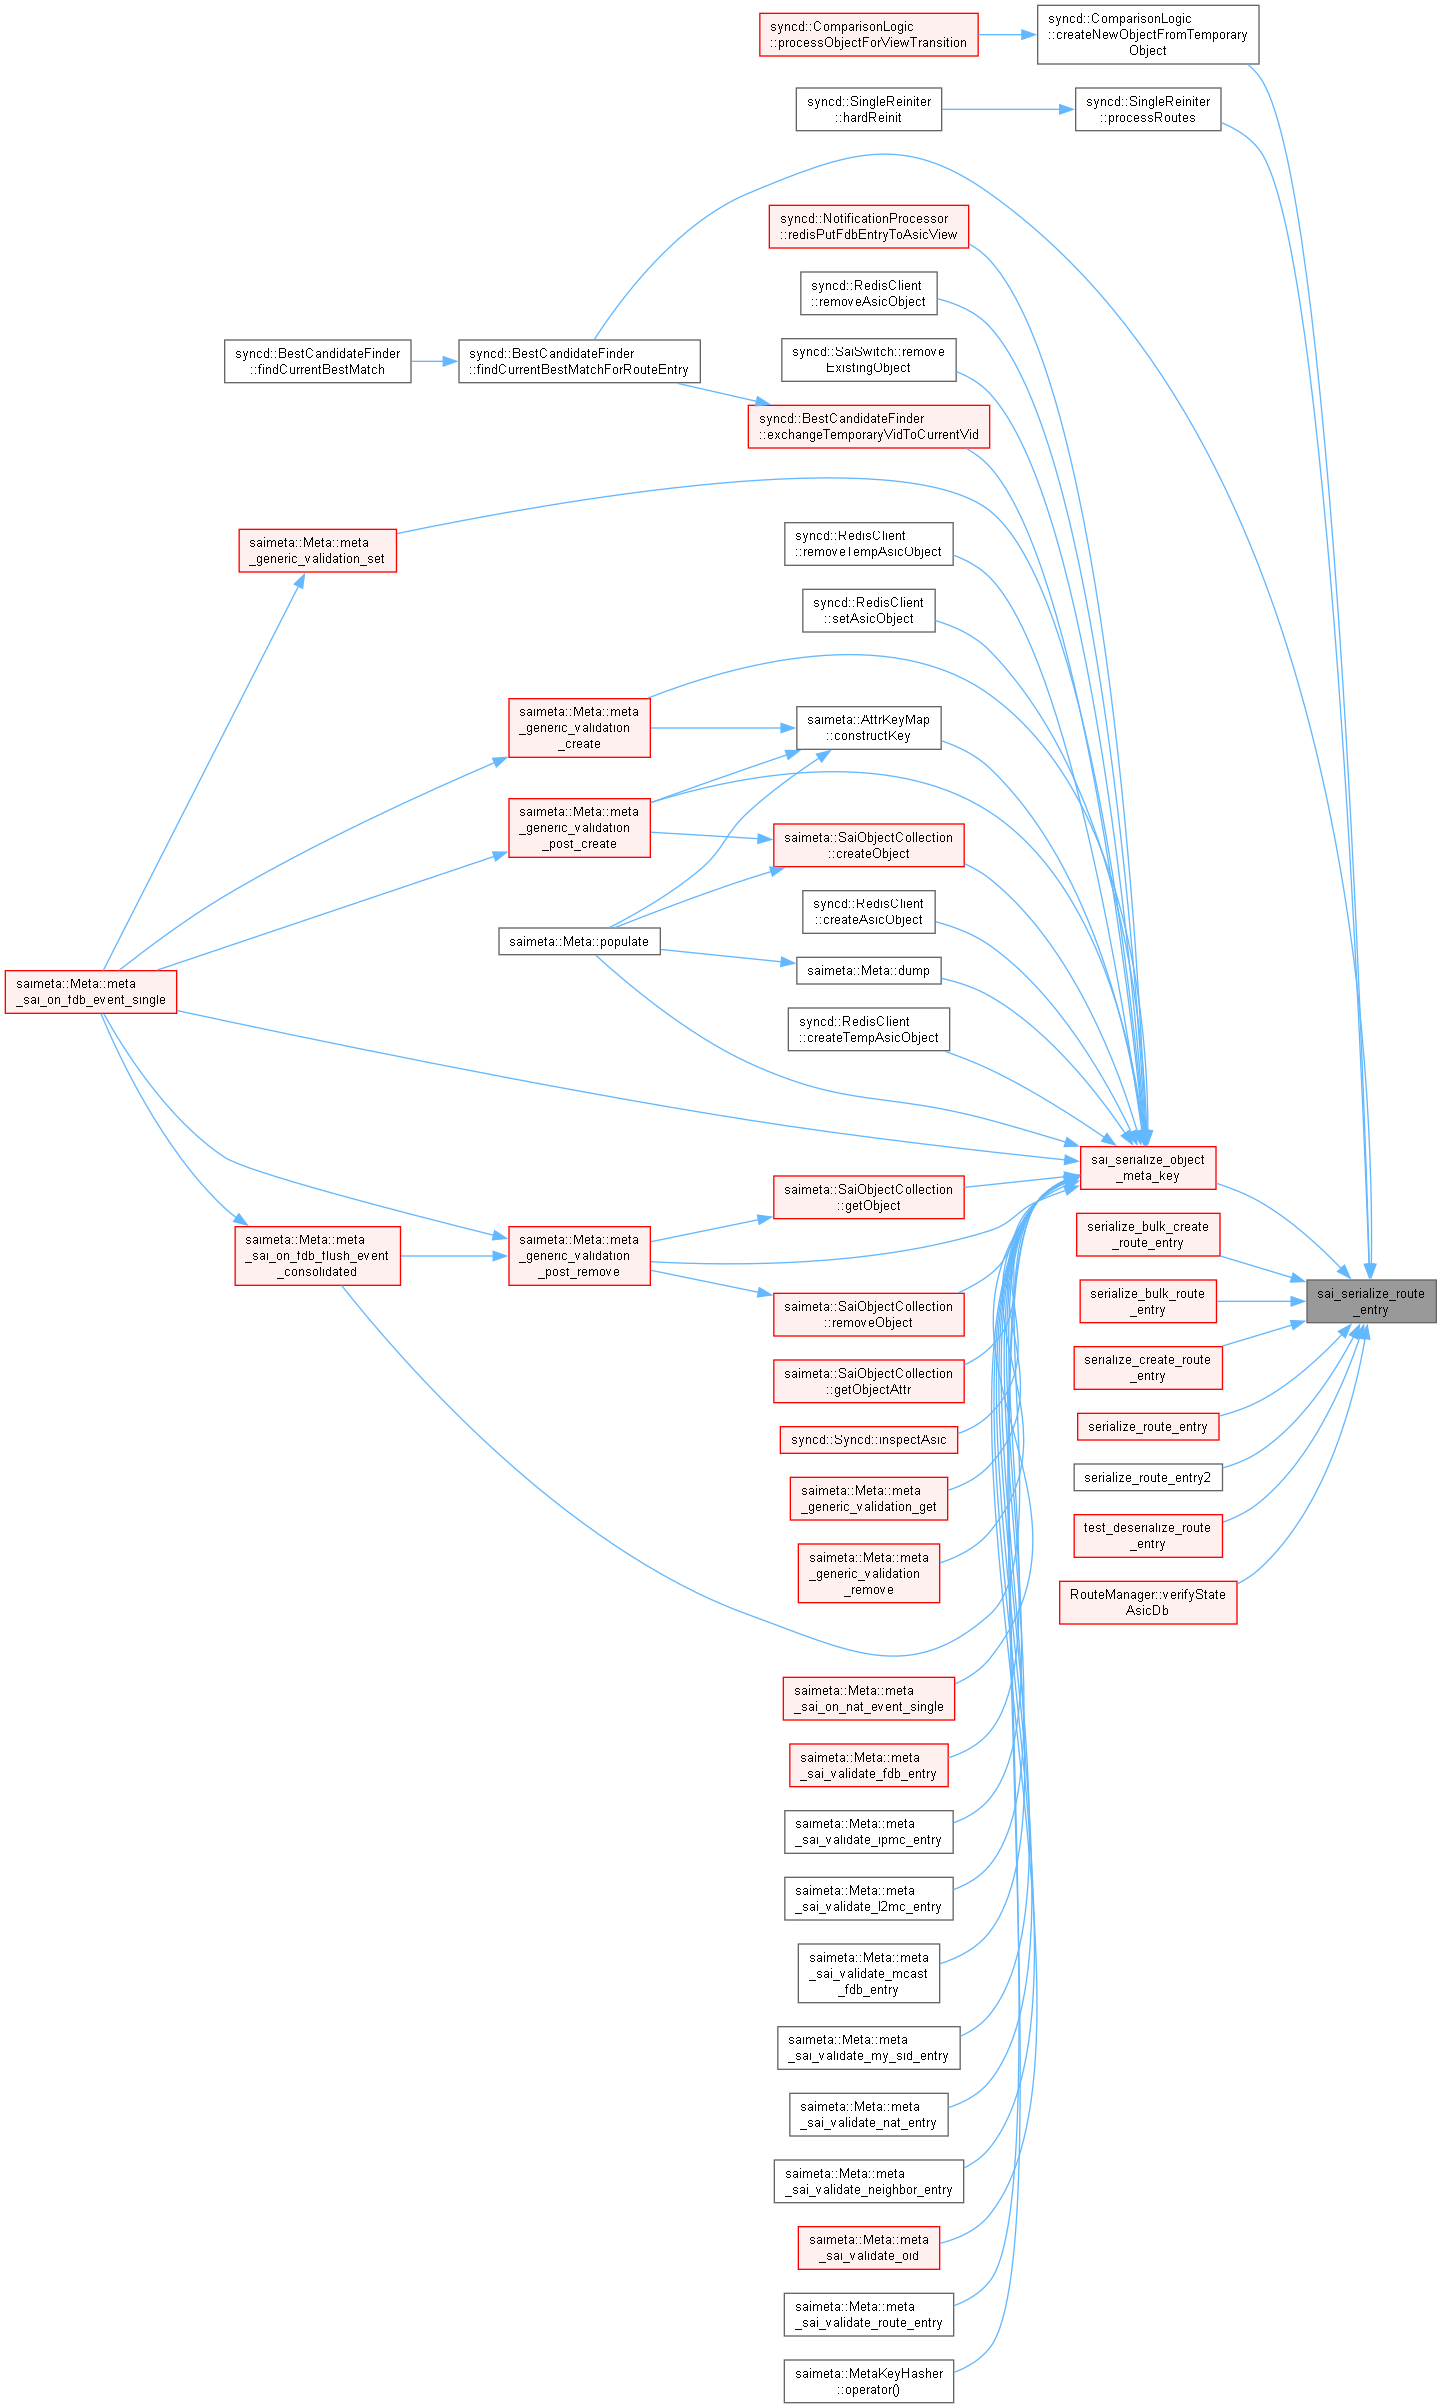 syncd::ComparisonLogic
::processObjectForViewTransition
syncd::ComparisonLogic
::createNewObjectFromTemporary
Object
syncd::SingleReiniter
::hardReinit
syncd::SingleReiniter
::processRoutes
syncd::NotificationProcessor
::redisPutFdbEntryToAsicView
syncd::RedisClient
::removeAsicObject
syncd::BestCandidateFinder
::findCurrentBestMatch
syncd::BestCandidateFinder
::findCurrentBestMatchForRouteEntry
syncd::SaiSwitch::remove
ExistingObject
syncd::BestCandidateFinder
::exchangeTemporaryVidToCurrentVid
saimeta::Meta::meta
_generic_validation_set
syncd::RedisClient
::removeTempAsicObject
syncd::RedisClient
::setAsicObject
saimeta::Meta::meta
_generic_validation
_create
saimeta::AttrKeyMap
::constructKey
saimeta::Meta::meta
_generic_validation
_post_create
saimeta::SaiObjectCollection
::createObject
syncd::RedisClient
::createAsicObject
saimeta::Meta::populate
saimeta::Meta::dump
saimeta::Meta::meta
_sai_on_fdb_event_single
syncd::RedisClient
::createTempAsicObject
sai_serialize_object
_meta_key
saimeta::SaiObjectCollection
::getObject
serialize_bulk_create
_route_entry
saimeta::Meta::meta
_sai_on_fdb_flush_event
_consolidated
saimeta::Meta::meta
_generic_validation
_post_remove
serialize_bulk_route
_entry
sai_serialize_route
_entry
saimeta::SaiObjectCollection
::removeObject
serialize_create_route
_entry
saimeta::SaiObjectCollection
::getObjectAttr
serialize_route_entry
syncd::Syncd::inspectAsic
serialize_route_entry2
saimeta::Meta::meta
_generic_validation_get
test_deserialize_route
_entry
saimeta::Meta::meta
_generic_validation
_remove
RouteManager::verifyState
AsicDb
saimeta::Meta::meta
_sai_on_nat_event_single
saimeta::Meta::meta
_sai_validate_fdb_entry
saimeta::Meta::meta
_sai_validate_ipmc_entry
saimeta::Meta::meta
_sai_validate_l2mc_entry
saimeta::Meta::meta
_sai_validate_mcast
_fdb_entry
saimeta::Meta::meta
_sai_validate_my_sid_entry
saimeta::Meta::meta
_sai_validate_nat_entry
saimeta::Meta::meta
_sai_validate_neighbor_entry
saimeta::Meta::meta
_sai_validate_oid
saimeta::Meta::meta
_sai_validate_route_entry
saimeta::MetaKeyHasher
::operator()